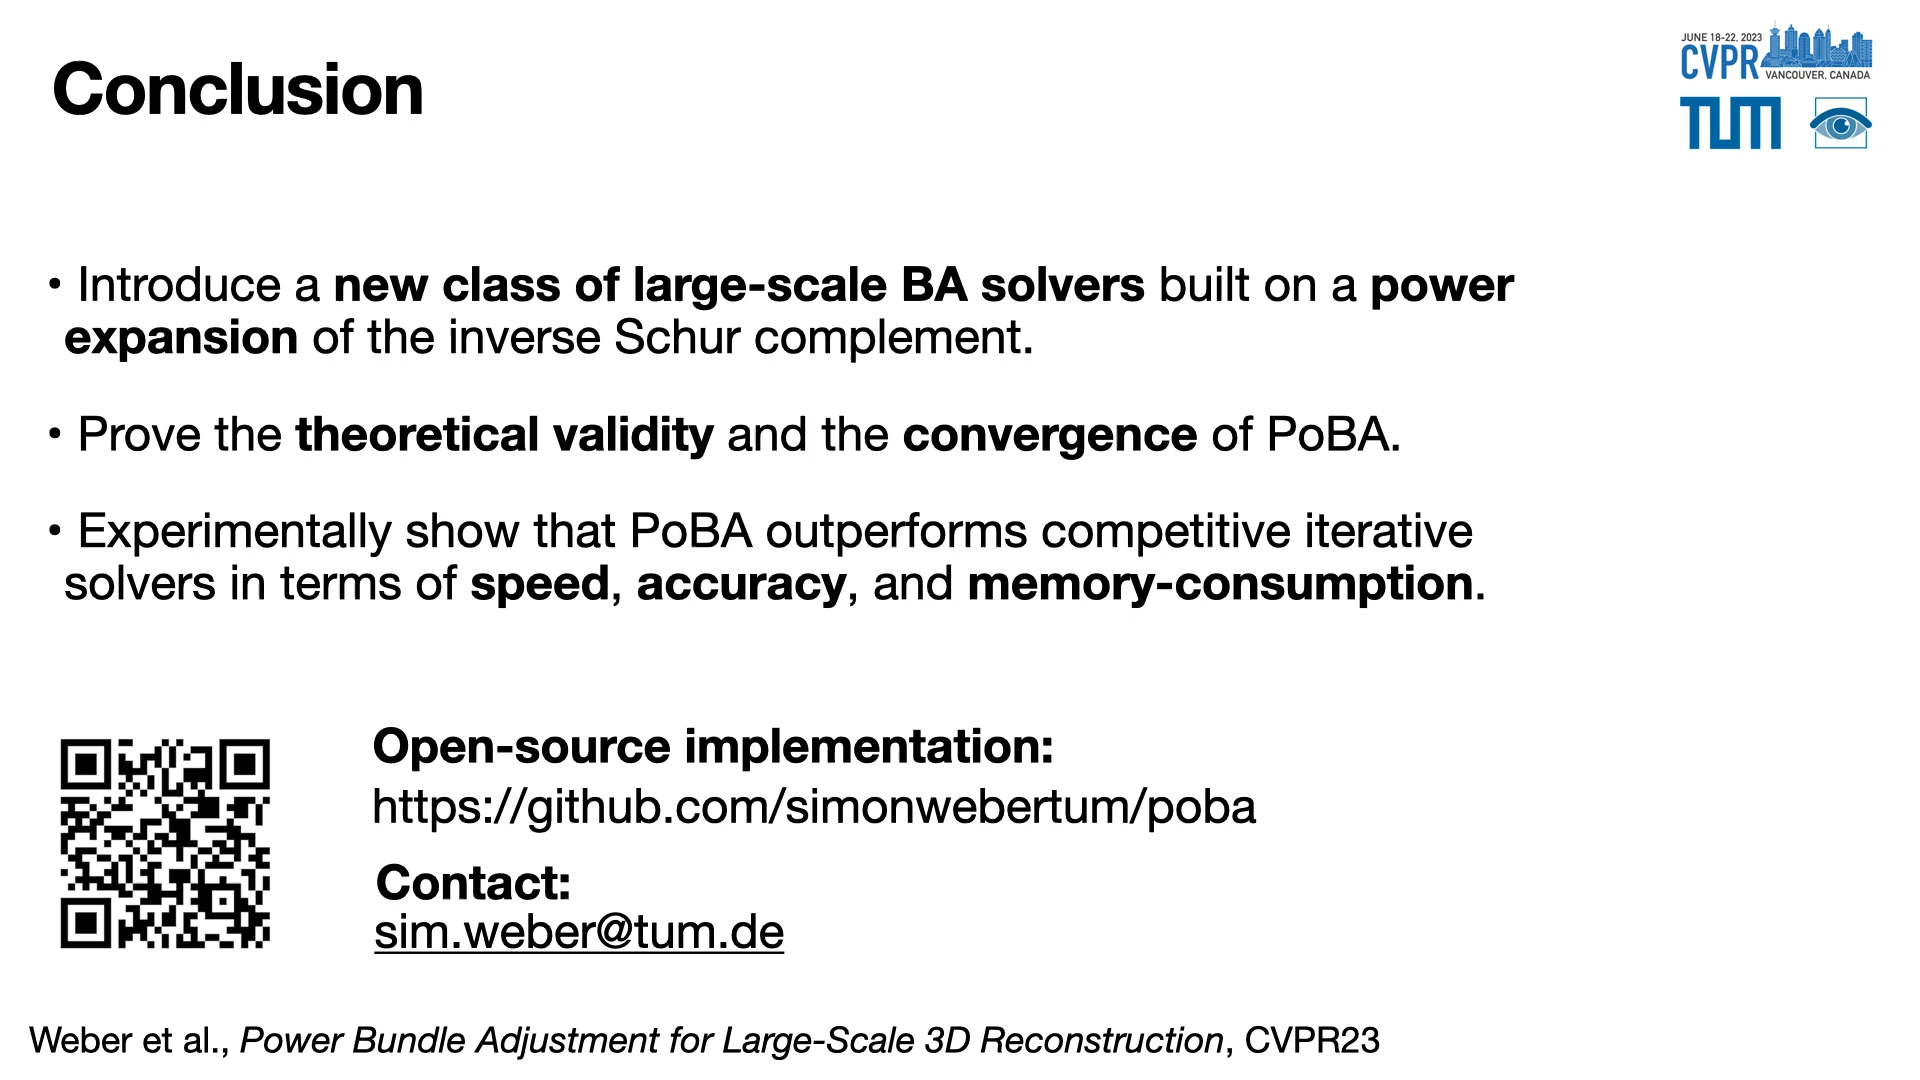 Conclusion
JUNE 18-22, 2023
CVPR
VANCOUVER, CANADA
TUM
• Introduce a new class of large-scale BA solvers built on a power
expansion of the inverse Schur complement.
• Prove the theoretical validity and the convergence of PoBA.
• Experimentally show that PoBA outperforms competitive iterative
solvers in terms of speed, accuracy, and memory-consumption.
Open-source implementation:
https://github.com/simonwebertum/poba
Contact:
sim.weber@tum.de
Weber et al., Power Bundle Adjustment for Large-Scale 3D Reconstruction, CVPR23